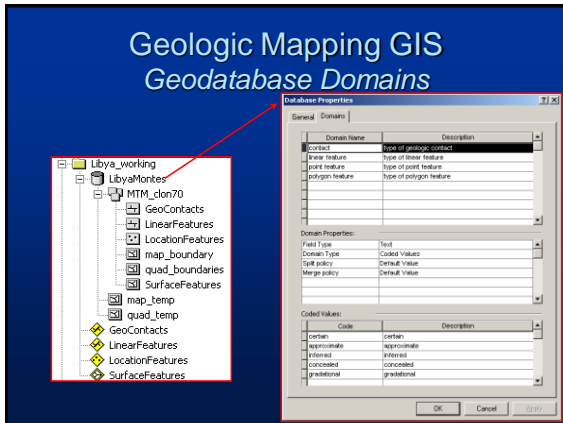 Geologic Mapping GIS
Geodatabase Domains
Libya_working
LibyaMontes
MTM_clon70
GeoContacts
LinearFeatures
LocationFeatures
map_boundary
quad_boundaries
SurfaceFeatures
map_temp
quad_temp
GeoContacts
LinearFeatures
LocationFeatures
SurfaceFeatures
Database Properties
General Domains
Domain Name Description
contact type of geologic contact
linear feature type of linear feature
point feature type of point feature
polygon feature type of polygon feature
Domain Properties:
Field Type Text
Domain Type Coded Values
Split policy Default Value
Merge policy Default Value
Coded Values:
Code Description
certain certain
approximate approximate
inferred inferred
concealed concealed
gradational gradational
OK Cancel Apply